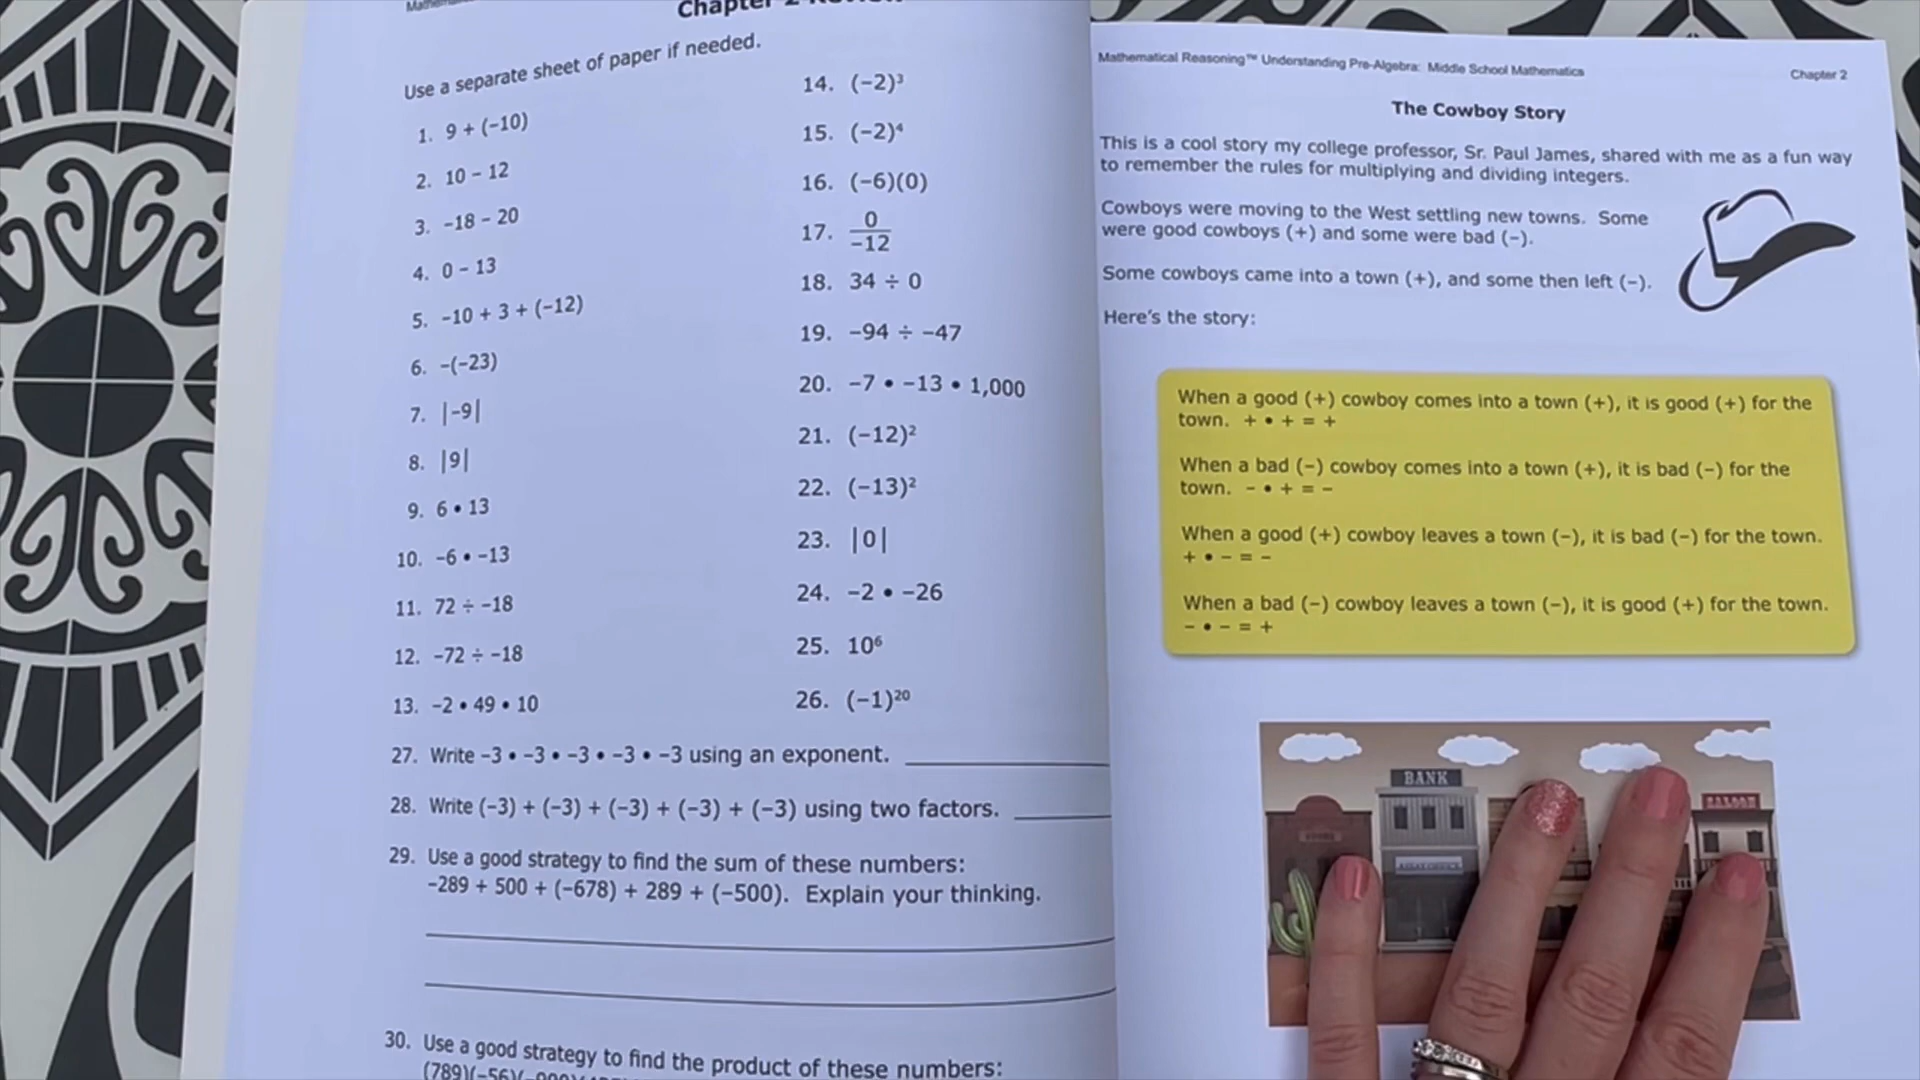 Chapter 2
Use a separate sheet of paper if needed.
1. 9 + (−10)
2. 10 − 12
3. −18 − 20
4. 0 − 13
5. −10 + 3 + (−12)
6. −(−23)
7. |−9|
8. |9|
9. 6 • 13
10. −6 • −13
11. 72 ÷ −18
12. −72 ÷ −18
13. −2 • 49 • 10
14. (−2)³
15. (−2)⁴
16. (−6)(0)
17. 0/−12
18. 34 ÷ 0
19. −94 ÷ −47
20. −7 • −13 • 1,000
21. (−12)²
22. (−13)²
23. |0|
24. −2 • −26
25. 10⁶
26. (−1)²⁰
27. Write −3 • −3 • −3 • −3 • −3 using an exponent.
28. Write (−3) + (−3) + (−3) + (−3) + (−3) using two factors.
29. Use a good strategy to find the sum of these numbers:
−289 + 500 + (−678) + 289 + (−500). Explain your thinking.
30. Use a good strategy to find the product of these numbers:
(789)(−56)
Mathematical Reasoning™ Understanding Pre-Algebra: Middle School Mathematics
Chapter 2
The Cowboy Story
This is a cool story my college professor, Sr. Paul James, shared with me as a fun way
to remember the rules for multiplying and dividing integers.
Cowboys were moving to the West settling new towns. Some
were good cowboys (+) and some were bad (−).
Some cowboys came into a town (+), and some then left (−).
Here's the story:
When a good (+) cowboy comes into a town (+), it is good (+) for the
town. + • + = +
When a bad (−) cowboy comes into a town (+), it is bad (−) for the
town. − • + = −
When a good (+) cowboy leaves a town (−), it is bad (−) for the town.
+ • − = −
When a bad (−) cowboy leaves a town (−), it is good (+) for the town.
− • − = +
BANK
SALOON
ASSAY OFFICE